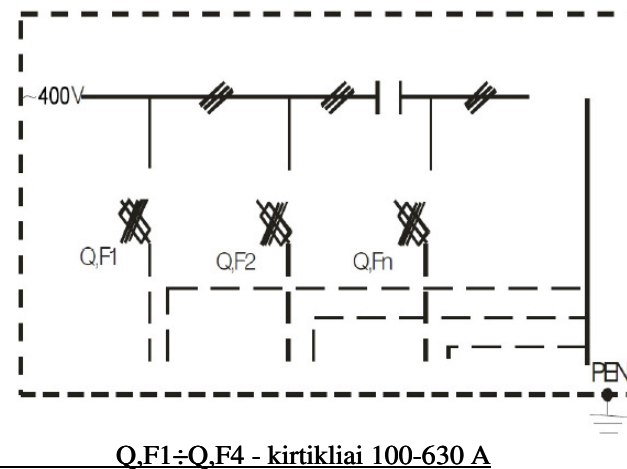 ~400V
Q,F1
Q,F2
Q,Fn
PEN
Q,F1÷Q,F4 - kirtikliai 100-630 A